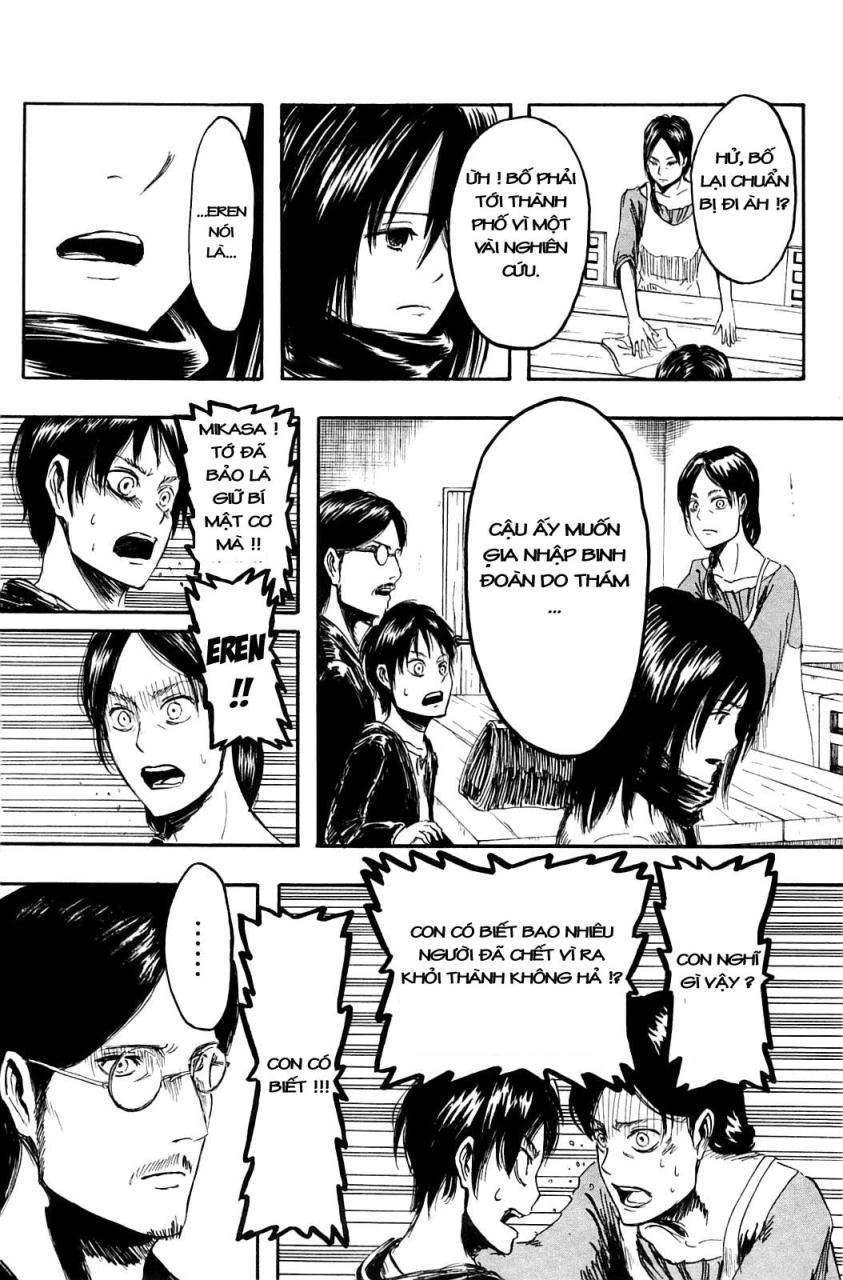 HỬ, BỐ
LẠI CHUẨN
BỊ ĐI ÀH !?
ỪH ! BỐ PHẢI
TỚI THÀNH
PHỐ VÌ MỘT
VÀI NGHIÊN
CỨU.
...EREN
NÓI
LÀ...
CẬU ẤY MUỐN
GIA NHẬP BINH
ĐOÀN DO THÁM
...
MIKASA !
TỚ ĐÃ
BẢO LÀ
GIỮ BÍ
MẬT CƠ
MÀ !!
EREN
!!
CON NGHĨ
GÌ VẬY ?
CON CÓ BIẾT BAO NHIÊU
NGƯỜI ĐÃ CHẾT VÌ RA
KHỎI THÀNH KHÔNG HẢ !?
CON CÓ
BIẾT !!!
......